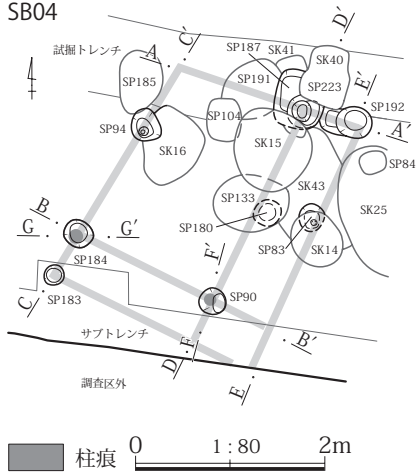 SB04
試掘トレンチ
A
C′
D′
SP187
SK41
SK40
SP185
SP191
SP223
E′
SP192
SP94
SP104
A′
SK16
SK15
SP84
SP133
SK43
B
G
G′
SP180
SK25
SP83
SK14
SP184
F′
C
SP183
SP90
サブトレンチ
B′
D
F
E
調査区外
柱痕
0
1 : 80
2m